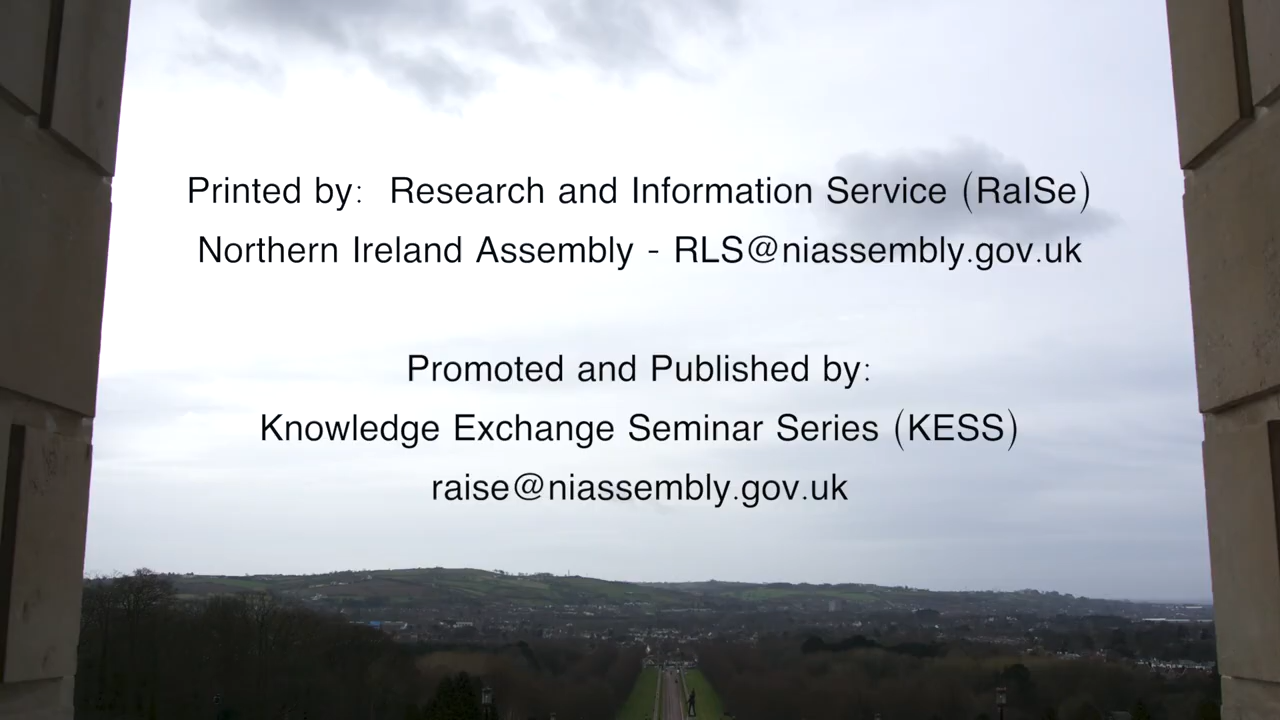 Printed by: Research and Information Service (RaISe)
Northern Ireland Assembly - RLS@niassembly.gov.uk
Promoted and Published by:
Knowledge Exchange Seminar Series (KESS)
raise@niassembly.gov.uk